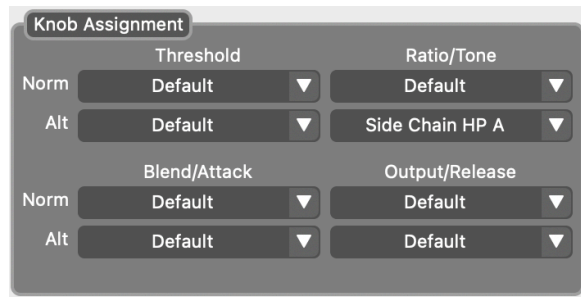 Knob Assignment
Threshold Ratio/Tone
Norm Default Default
Alt Default Side Chain HP A
Blend/Attack Output/Release
Norm Default Default
Alt Default Default